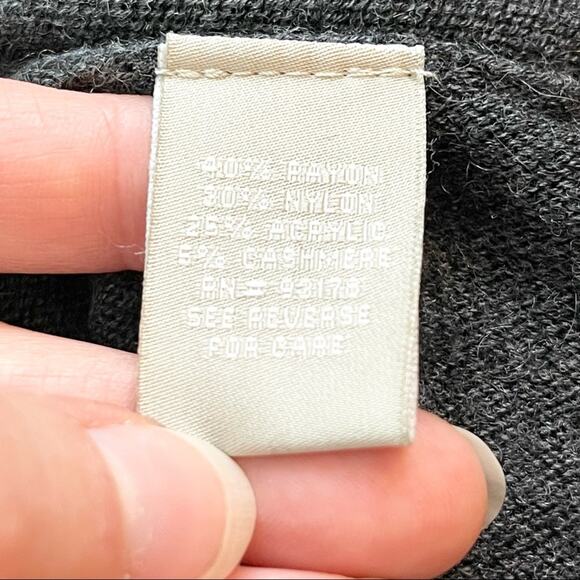 40% RAYON
30% NYLON
25% ACRYLIC
5% CASHMERE
RN# 93178
SEE REVERSE
FOR CARE